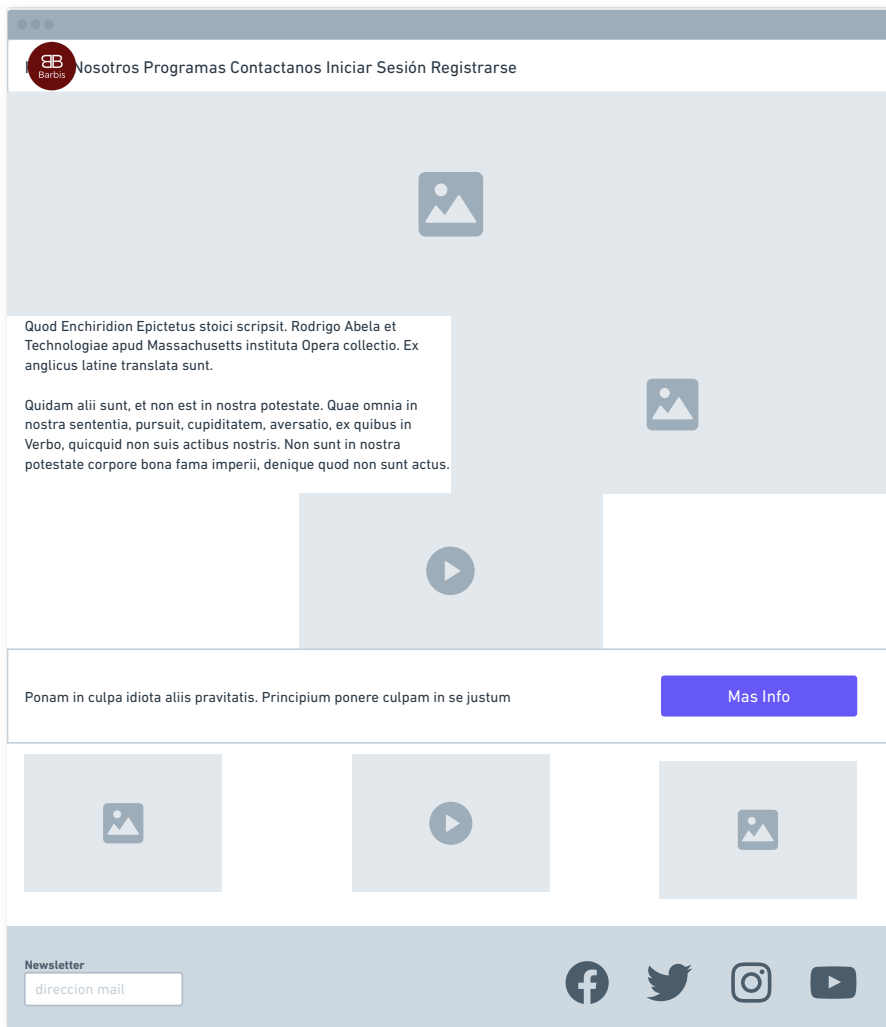 BB
Barbis
Nosotros Programas Contactanos Iniciar Sesión Registrarse
Quod Enchiridion Epictetus stoici scripsit. Rodrigo Abela et
Technologiae apud Massachusetts instituta Opera collectio. Ex
anglicus latine translata sunt.
Quidam alii sunt, et non est in nostra potestate. Quae omnia in
nostra sententia, pursuit, cupiditatem, aversatio, ex quibus in
Verbo, quicquid non suis actibus nostris. Non sunt in nostra
potestate corpore bona fama imperii, denique quod non sunt actus.
Ponam in culpa idiota aliis pravitatis. Principium ponere culpam in se justum
Mas Info
Newsletter
direccion mail